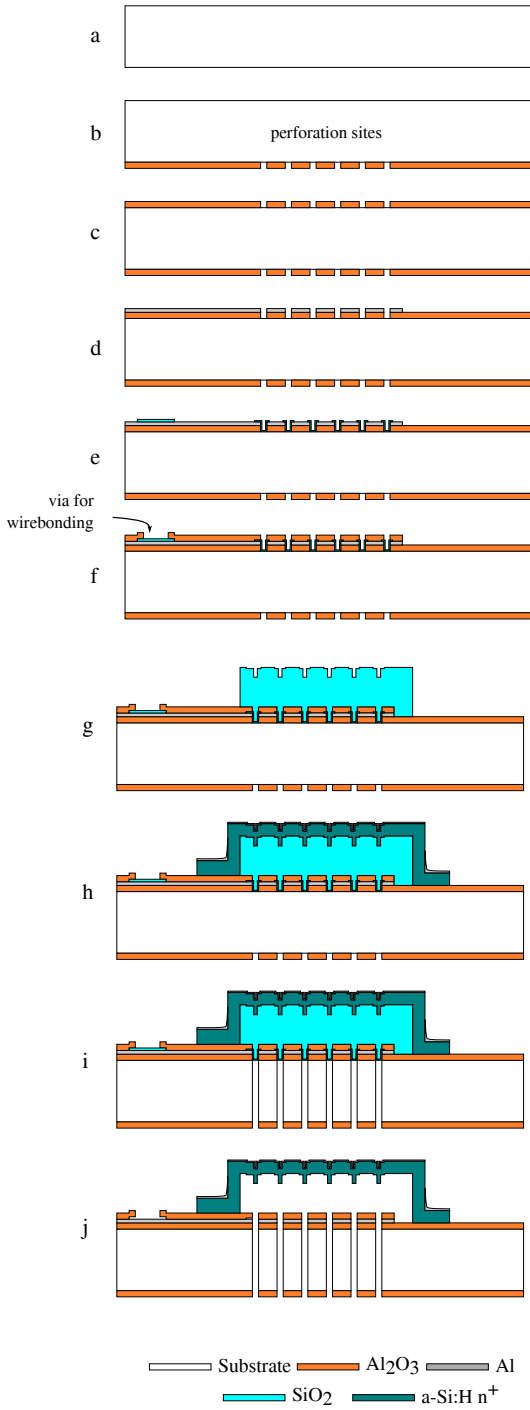 a
b
perforation sites
c
d
e
via for
wirebonding
f
g
h
i
j
Substrate Al₂O₃ Al
SiO₂ a-Si:H n⁺